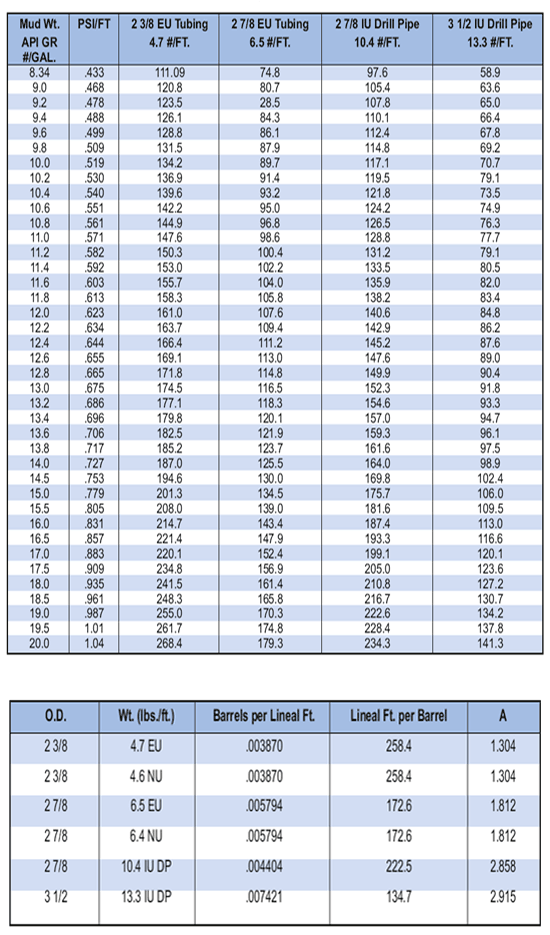 Mud Wt. PSI/FT 2 3/8 EU Tubing 2 7/8 EU Tubing 2 7/8 IU Drill Pipe 3 1/2 IU Drill Pipe
API GR 4.7 #/FT. 6.5 #/FT. 10.4 #/FT. 13.3 #/FT.
#/GAL.
8.34 .433 111.09 74.8 97.6 58.9
9.0 .468 120.8 80.7 105.4 63.6
9.2 .478 123.5 28.5 107.8 65.0
9.4 .488 126.1 84.3 110.1 66.4
9.6 .499 128.8 86.1 112.4 67.8
9.8 .509 131.5 87.9 114.8 69.2
10.0 .519 134.2 89.7 117.1 70.7
10.2 .530 136.9 91.4 119.5 79.1
10.4 .540 139.6 93.2 121.8 73.5
10.6 .551 142.2 95.0 124.2 74.9
10.8 .561 144.9 96.8 126.5 76.3
11.0 .571 147.6 98.6 128.8 77.7
11.2 .582 150.3 100.4 131.2 79.1
11.4 .592 153.0 102.2 133.5 80.5
11.6 .603 155.7 104.0 135.9 82.0
11.8 .613 158.3 105.8 138.2 83.4
12.0 .623 161.0 107.6 140.6 84.8
12.2 .634 163.7 109.4 142.9 86.2
12.4 .644 166.4 111.2 145.2 87.6
12.6 .655 169.1 113.0 147.6 89.0
12.8 .665 171.8 114.8 149.9 90.4
13.0 .675 174.5 116.5 152.3 91.8
13.2 .686 177.1 118.3 154.6 93.3
13.4 .696 179.8 120.1 157.0 94.7
13.6 .706 182.5 121.9 159.3 96.1
13.8 .717 185.2 123.7 161.6 97.5
14.0 .727 187.0 125.5 164.0 98.9
14.5 .753 194.6 130.0 169.8 102.4
15.0 .779 201.3 134.5 175.7 106.0
15.5 .805 208.0 139.0 181.6 109.5
16.0 .831 214.7 143.4 187.4 113.0
16.5 .857 221.4 147.9 193.3 116.6
17.0 .883 220.1 152.4 199.1 120.1
17.5 .909 234.8 156.9 205.0 123.6
18.0 .935 241.5 161.4 210.8 127.2
18.5 .961 248.3 165.8 216.7 130.7
19.0 .987 255.0 170.3 222.6 134.2
19.5 1.01 261.7 174.8 228.4 137.8
20.0 1.04 268.4 179.3 234.3 141.3
O.D. Wt. (lbs./ft.) Barrels per Lineal Ft. Lineal Ft. per Barrel A
2 3/8 4.7 EU .003870 258.4 1.304
2 3/8 4.6 NU .003870 258.4 1.304
2 7/8 6.5 EU .005794 172.6 1.812
2 7/8 6.4 NU .005794 172.6 1.812
2 7/8 10.4 IU DP .004404 222.5 2.858
3 1/2 13.3 IU DP .007421 134.7 2.915